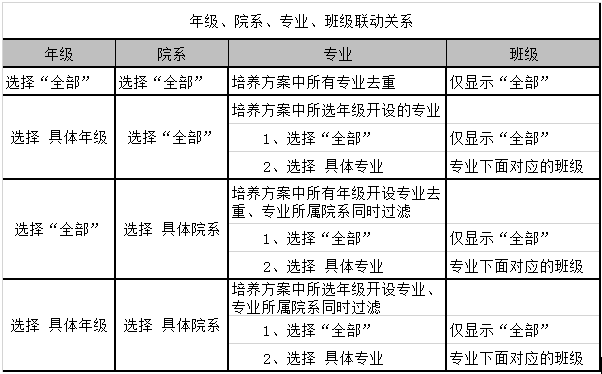 年级、院系、专业、班级联动关系
年级 院系 专业 班级
选择“全部” 选择“全部” 培养方案中所有专业去重 仅显示“全部”
选择 具体年级 选择“全部” 培养方案中所选年级开设的专业
1、选择“全部” 仅显示“全部”
2、选择 具体专业 专业下面对应的班级
选择“全部” 选择 具体院系 培养方案中所有年级开设专业去
重、专业所属院系同时过滤
1、选择“全部” 仅显示“全部”
2、选择 具体专业 专业下面对应的班级
选择 具体年级 选择 具体院系 培养方案中所选年级开设专业、
专业所属院系同时过滤
1、选择“全部” 仅显示“全部”
2、选择 具体专业 专业下面对应的班级